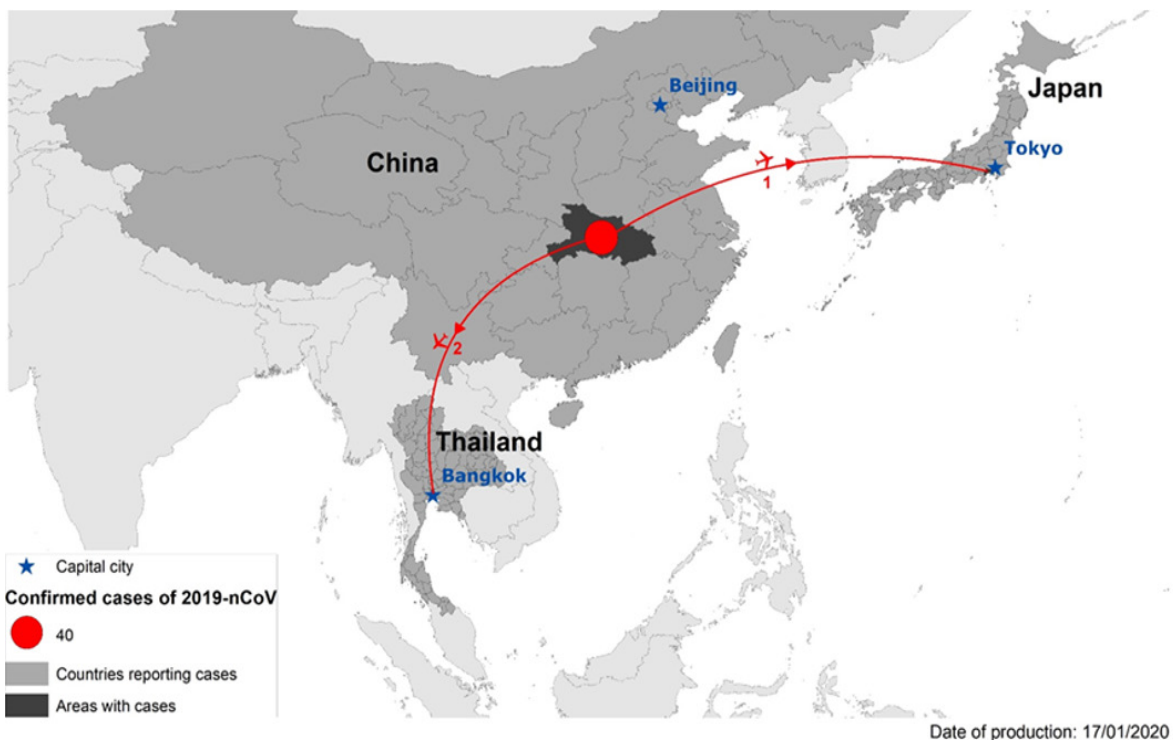 Beijing
Japan
Tokyo
China
1
2
Thailand
Bangkok
Capital city
Confirmed cases of 2019-nCoV
40
Countries reporting cases
Areas with cases
Date of production: 17/01/2020